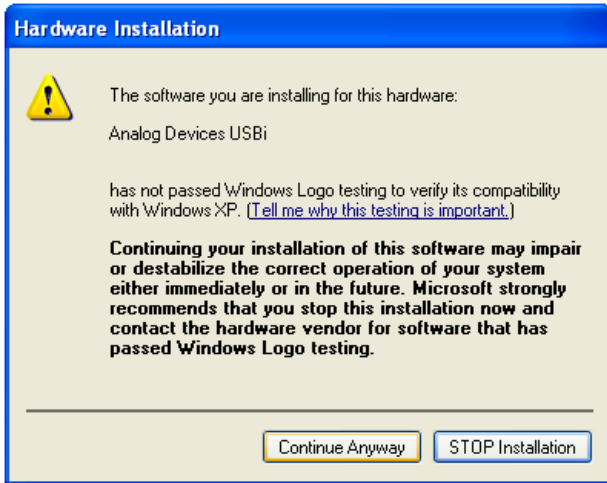 Hardware Installation
The software you are installing for this hardware:
Analog Devices USBi
has not passed Windows Logo testing to verify its compatibility
with Windows XP. (Tell me why this testing is important.)
Continuing your installation of this software may impair
or destabilize the correct operation of your system
either immediately or in the future. Microsoft strongly
recommends that you stop this installation now and
contact the hardware vendor for software that has
passed Windows Logo testing.
Continue Anyway
STOP Installation